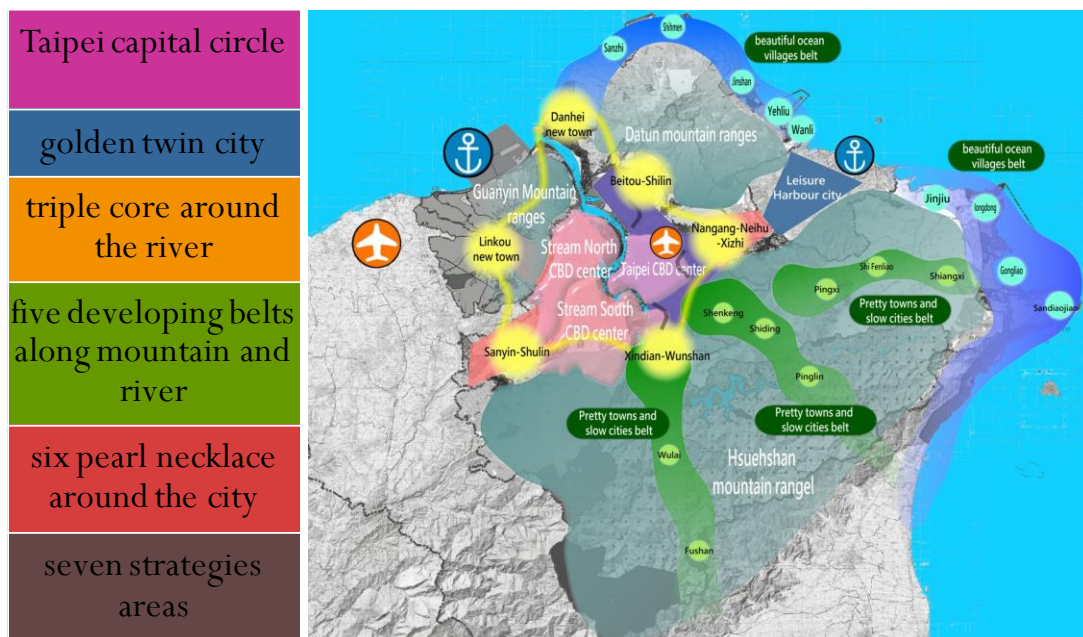 Taipei capital circle
golden twin city
triple core around
the river
five developing belts
along mountain and
river
six pearl necklace
around the city
seven strategies
areas
Shihmen
Sanzhi
beautiful ocean
villages belt
Jinshan
Yehliu
Wanli
Danhei
new town
Datun mountain ranges
beautiful ocean
villages belt
Beitou-Shilin
Guanyin Mountain
ranges
Leisure
Harbour city
Jinjiu
longdong
Linkou
new town
Stream North
CBD center
Nangang-Neihu
-Xizhi
Taipei CBD center
Gongliao
Shi Fenliao
Shiangxi
Pingxi
Sandiaojiao
Stream South
CBD center
Pretty towns and
slow cities belt
Shenkeng
Shiding
Sanyin-Shulin
Xindian-Wunshan
Pinglin
Pretty towns and
slow cities belt
Pretty towns and
slow cities belt
Wulai
Hsuehshan
mountain rangel
Fushan